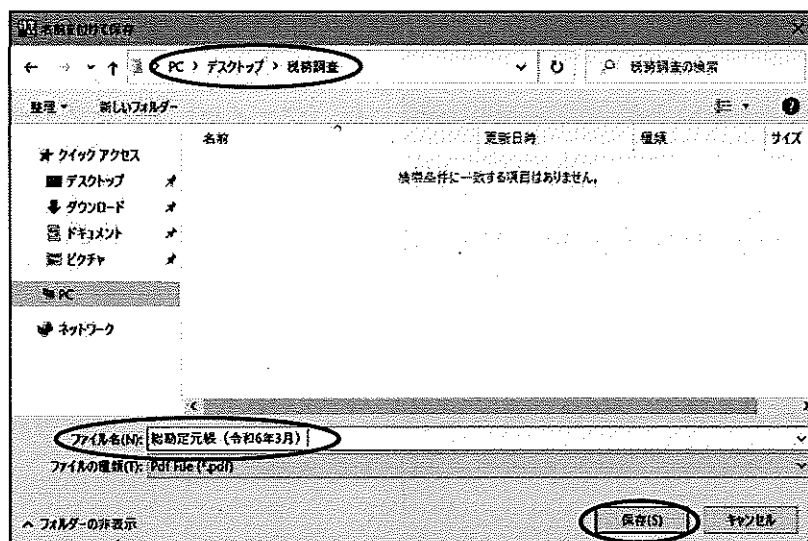 名前を付けて保存
PC › デスクトップ › 税務調査
税務調査の検索
整理 新しいフォルダー
名前 更新日時 種類 サイズ
検索条件に一致する項目はありません。
クイック アクセス
デスクトップ
ダウンロード
ドキュメント
ピクチャ
PC
ネットワーク
ファイル名(N): 総勘定元帳（令和6年3月）
ファイルの種類(T): Pdf File (*.pdf)
フォルダーの非表示
保存(S) キャンセル